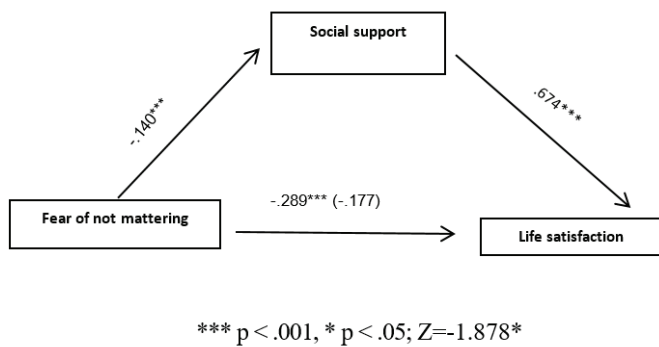 Social support
-.140***
.674***
-.289*** (-.177)
Fear of not mattering
Life satisfaction
*** p < .001, * p < .05; Z=-1.878*